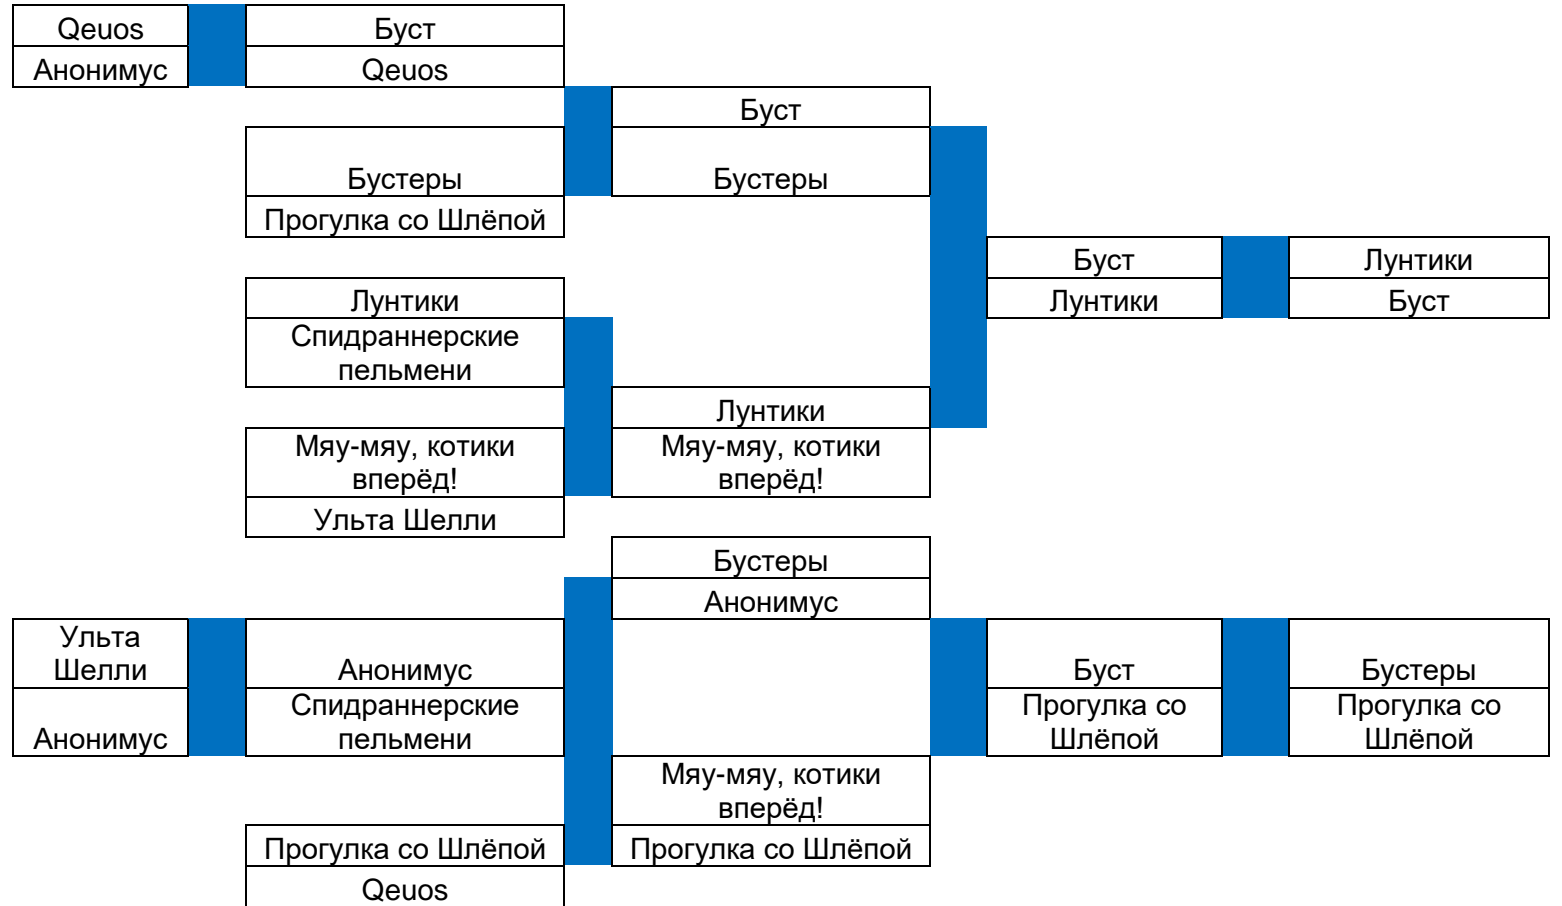 Qeuos
Буст
Анонимус
Qeuos
Буст
Бустеры
Бустеры
Прогулка со Шлёпой
Буст
Лунтики
Лунтики
Лунтики
Буст
Спидраннерские
пельмени
Лунтики
Мяу-мяу, котики
вперёд!
Мяу-мяу, котики
вперёд!
Ульта Шелли
Бустеры
Анонимус
Ульта
Шелли
Анонимус
Буст
Бустеры
Анонимус
Спидраннерские
пельмени
Прогулка со
Шлёпой
Прогулка со
Шлёпой
Мяу-мяу, котики
вперёд!
Прогулка со Шлёпой
Прогулка со Шлёпой
Qeuos